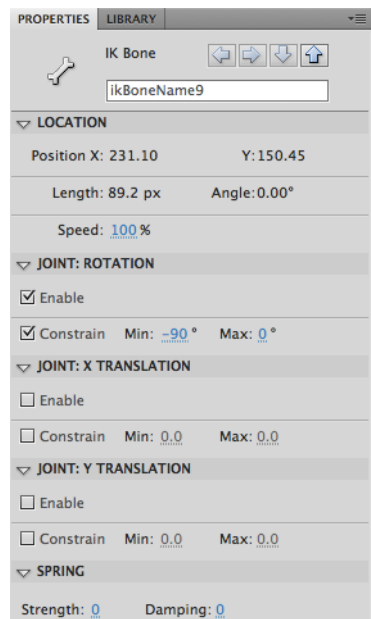 PROPERTIES LIBRARY
IK Bone
ikBoneName9
LOCATION
Position X: 231.10 Y: 150.45
Length: 89.2 px Angle: 0.00°
Speed: 100 %
JOINT: ROTATION
Enable
Constrain Min: -90 ° Max: 0 °
JOINT: X TRANSLATION
Enable
Constrain Min: 0.0 Max: 0.0
JOINT: Y TRANSLATION
Enable
Constrain Min: 0.0 Max: 0.0
SPRING
Strength: 0 Damping: 0